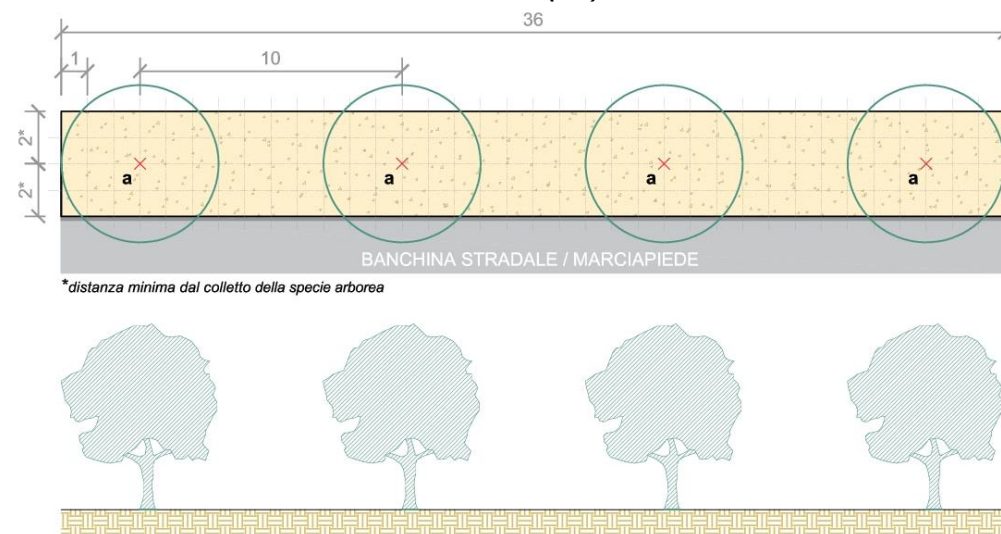 36
1
10
2*
2*
a
a
a
a
BANCHINA STRADALE / MARCIAPIEDE
*distanza minima dal colletto della specie arborea